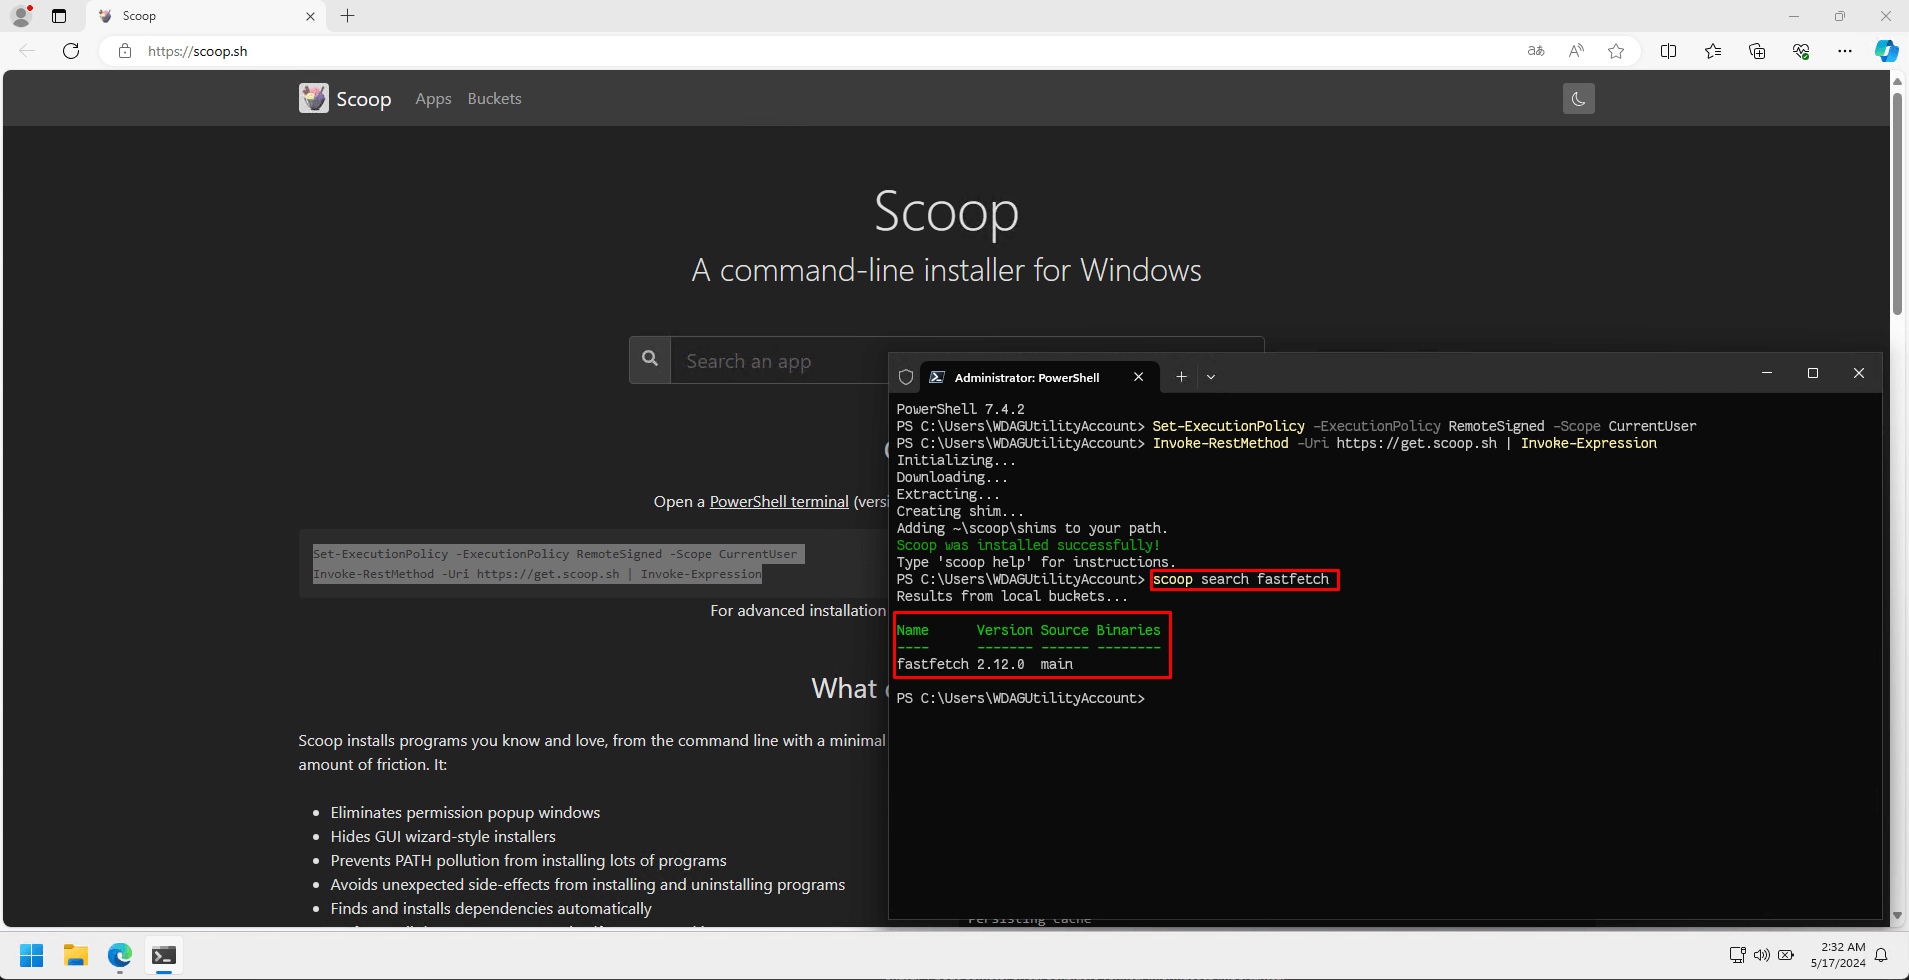 Scoop
https://scoop.sh
Scoop
Apps
Buckets
Scoop
A command-line installer for Windows
Search an app
Open a PowerShell terminal (versi
Set-ExecutionPolicy -ExecutionPolicy RemoteSigned -Scope CurrentUser
Invoke-RestMethod -Uri https://get.scoop.sh | Invoke-Expression
For advanced installation
What
Scoop installs programs you know and love, from the command line with a minimal
amount of friction. It:
Eliminates permission popup windows
Hides GUI wizard-style installers
Prevents PATH pollution from installing lots of programs
Avoids unexpected side-effects from installing and uninstalling programs
Finds and installs dependencies automatically
Administrator: PowerShell
PowerShell 7.4.2
PS C:\Users\WDAGUtilityAccount> Set-ExecutionPolicy -ExecutionPolicy RemoteSigned -Scope CurrentUser
PS C:\Users\WDAGUtilityAccount> Invoke-RestMethod -Uri https://get.scoop.sh | Invoke-Expression
Initializing...
Downloading...
Extracting...
Creating shim...
Adding ~\scoop\shims to your path.
Scoop was installed successfully!
Type 'scoop help' for instructions.
PS C:\Users\WDAGUtilityAccount> scoop search fastfetch
Results from local buckets...
Name Version Source Binaries
---- ------- ------ --------
fastfetch 2.12.0 main
PS C:\Users\WDAGUtilityAccount>
Persisting cache
2:32 AM
5/17/2024